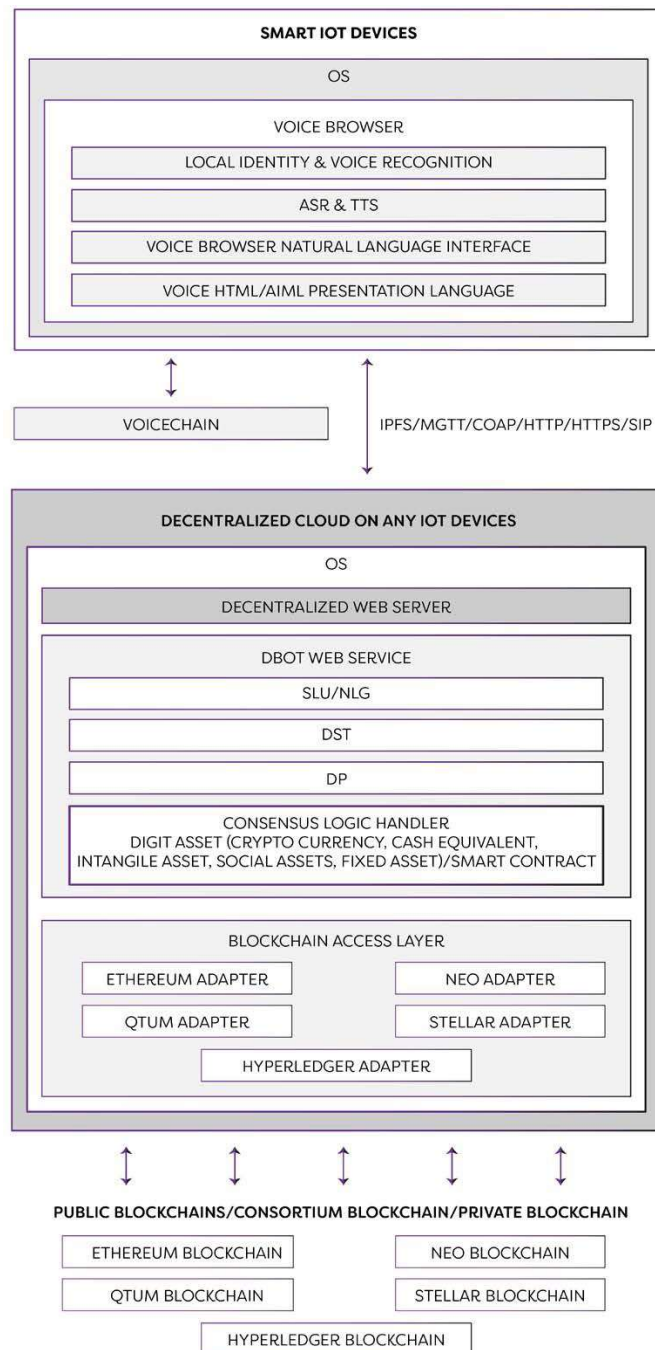 SMART IOT DEVICES
OS
VOICE BROWSER
LOCAL IDENTITY & VOICE RECOGNITION
ASR & TTS
VOICE BROWSER NATURAL LANGUAGE INTERFACE
VOICE HTML/AIML PRESENTATION LANGUAGE
VOICECHAIN
IPFS/MGTT/COAP/HTTP/HTTPS/SIP
DECENTRALIZED CLOUD ON ANY IOT DEVICES
OS
DECENTRALIZED WEB SERVER
DBOT WEB SERVICE
SLU/NLG
DST
DP
CONSENSUS LOGIC HANDLER
DIGIT ASSET (CRYPTO CURRENCY, CASH EQUIVALENT,
INTANGILE ASSET, SOCIAL ASSETS, FIXED ASSET)/SMART CONTRACT
BLOCKCHAIN ACCESS LAYER
ETHEREUM ADAPTER
NEO ADAPTER
QTUM ADAPTER
STELLAR ADAPTER
HYPERLEDGER ADAPTER
PUBLIC BLOCKCHAINS/CONSORTIUM BLOCKCHAIN/PRIVATE BLOCKCHAIN
ETHEREUM BLOCKCHAIN
NEO BLOCKCHAIN
QTUM BLOCKCHAIN
STELLAR BLOCKCHAIN
HYPERLEDGER BLOCKCHAIN